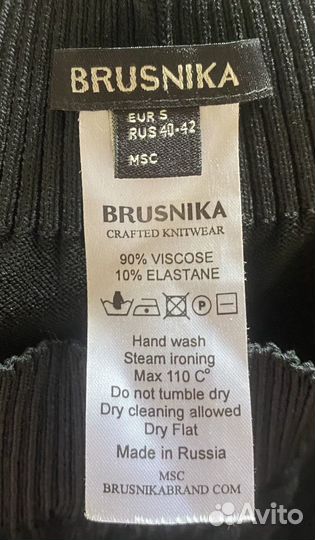 BRUSNIKA
EUR S
RUS 40-42
MSC
BRUSNIKA
CRAFTED KNITWEAR
90% VISCOSE
10% ELASTANE
P
Hand wash
Steam ironing
Max 110 C°
Do not tumble dry
Dry cleaning allowed
Dry Flat
Made in Russia
MSC
BRUSNIKABRAND COM
Avito